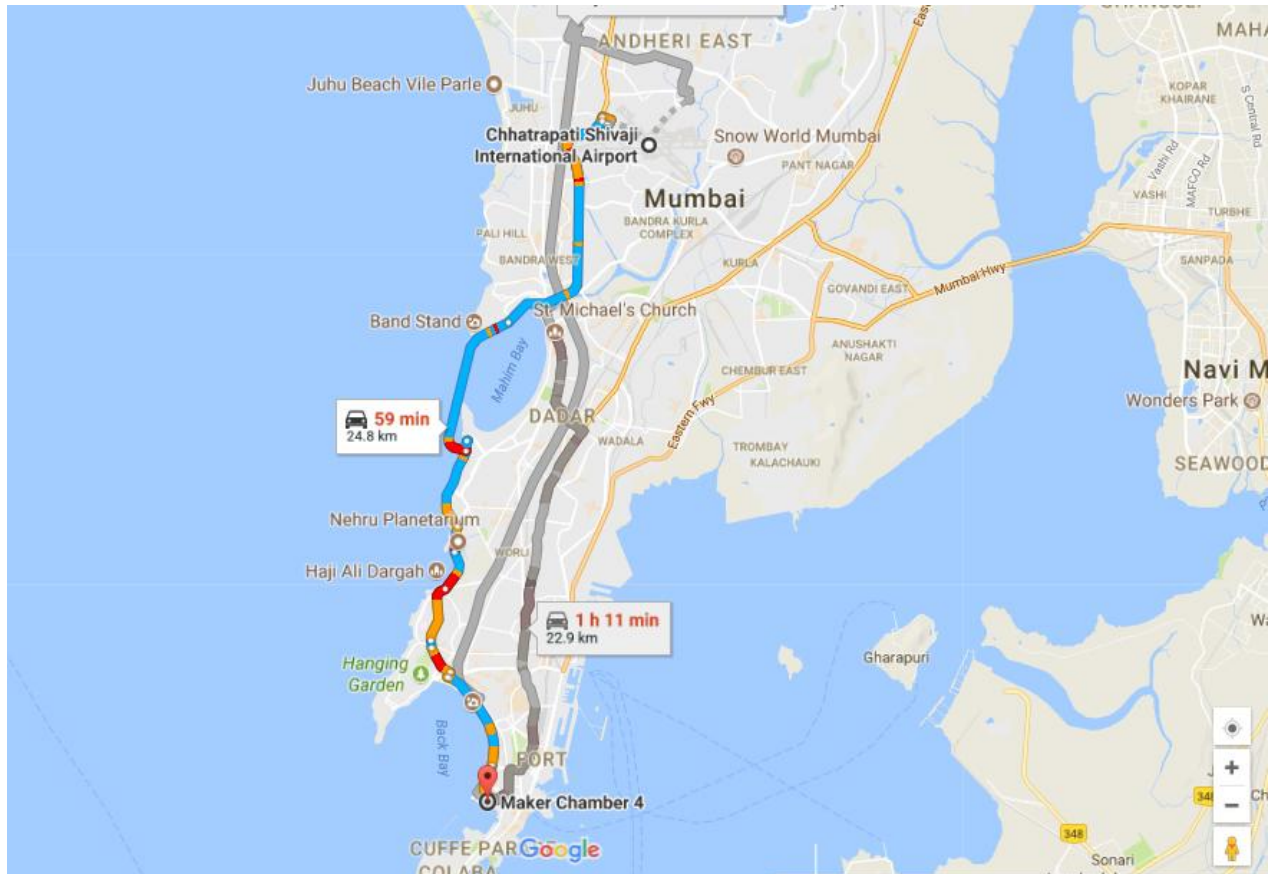 ANDHERI EAST
Juhu Beach Vile Parle
JUHU
Chhatrapati Shivaji
International Airport
Snow World Mumbai
PANT NAGAR
KOPAR
KHAIRANE
MAHA
S Central Rd
Vashi Rd
MAFCO Rd
VASHI
TURBHE
Mumbai
BANDRA KURLA
COMPLEX
PALI HILL
BANDRA WEST
KURLA
GOVANDI EAST
Mumbai Hwy
SANPADA
St. Michael's Church
Band Stand
Mahim Bay
ANUSHAKTI
NAGAR
CHEMBUR EAST
Navi M
Wonders Park
59 min
24.8 km
DADAR
WADALA
Eastern Fwy
TROMBAY
KALACHAUKI
SEAWOOD
Nehru Planetarium
WORLI
Haji Ali Dargah
1 h 11 min
22.9 km
Gharapuri
Hanging
Garden
Back Bay
FORT
Maker Chamber 4
CUFFE PAR
Google
COLABA
348
348
Sonari